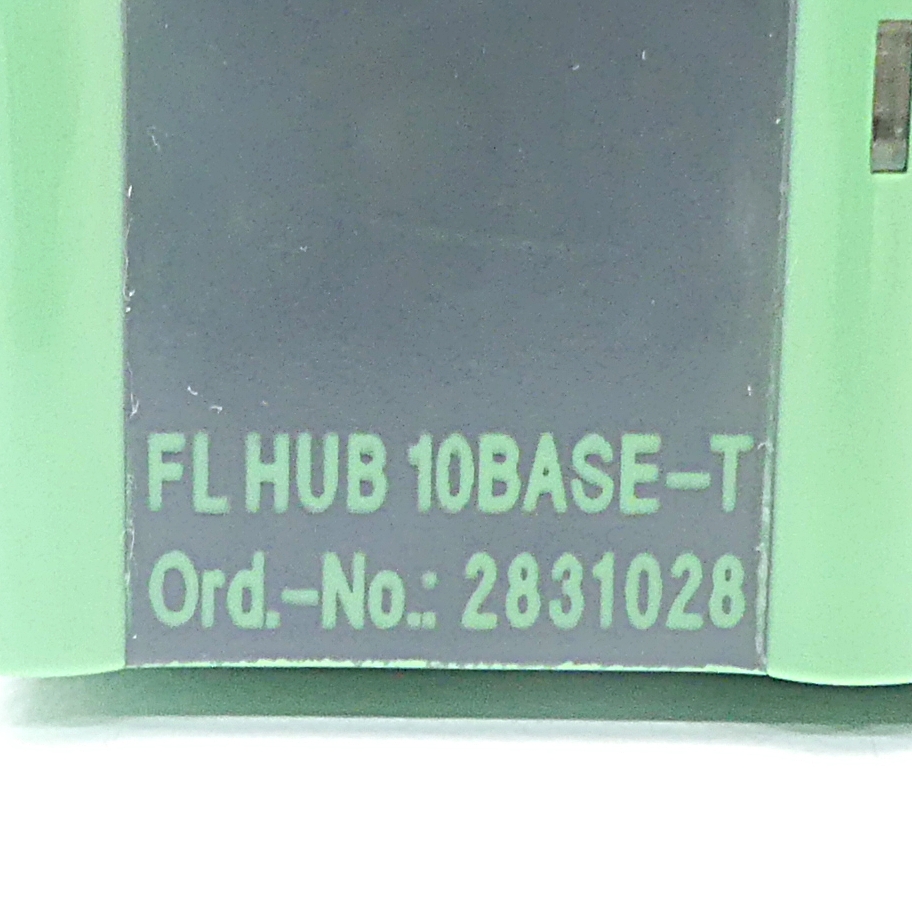 FL HUB 10BASE-T
Ord.-No.: 2831028